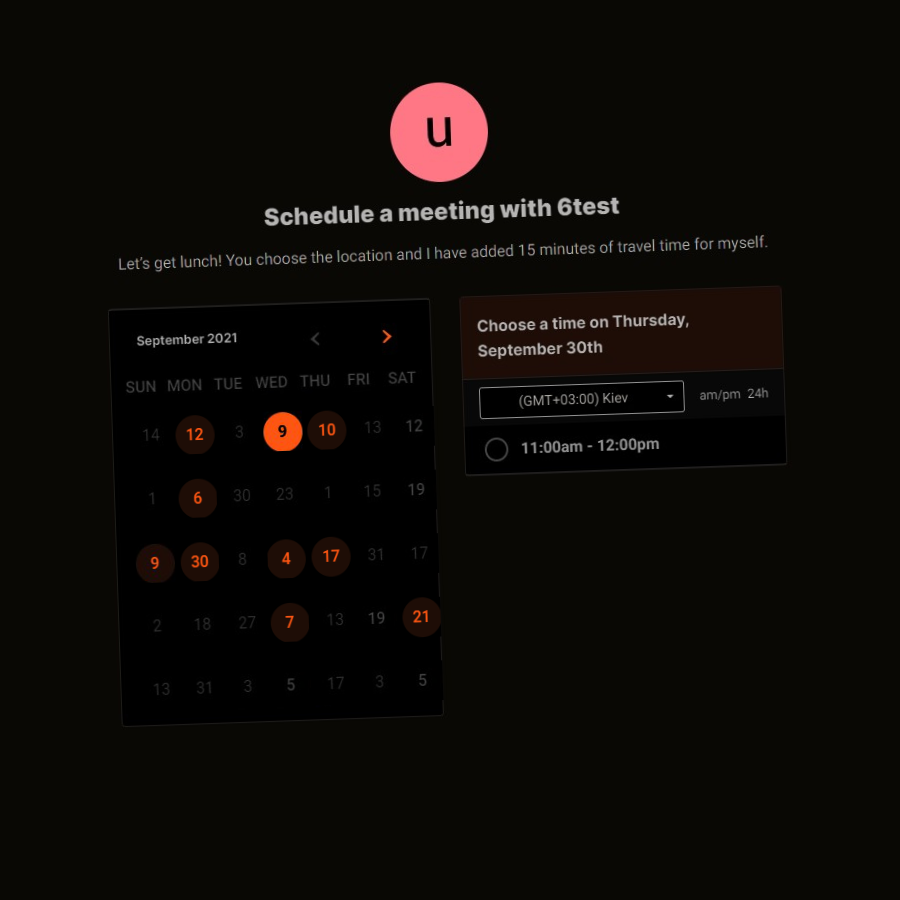 u
Schedule a meeting with 6test
Let's get lunch! You choose the location and I have added 15 minutes of travel time for myself.
September 2021
SUN MON TUE WED THU FRI SAT
14 12 3 9 10 13 12
1 6 30 23 1 15 19
9 30 8 4 17 31 17
2 18 27 7 13 19 21
13 31 3 5 17 3 5
Choose a time on Thursday,
September 30th
(GMT+03:00) Kiev am/pm 24h
11:00am - 12:00pm